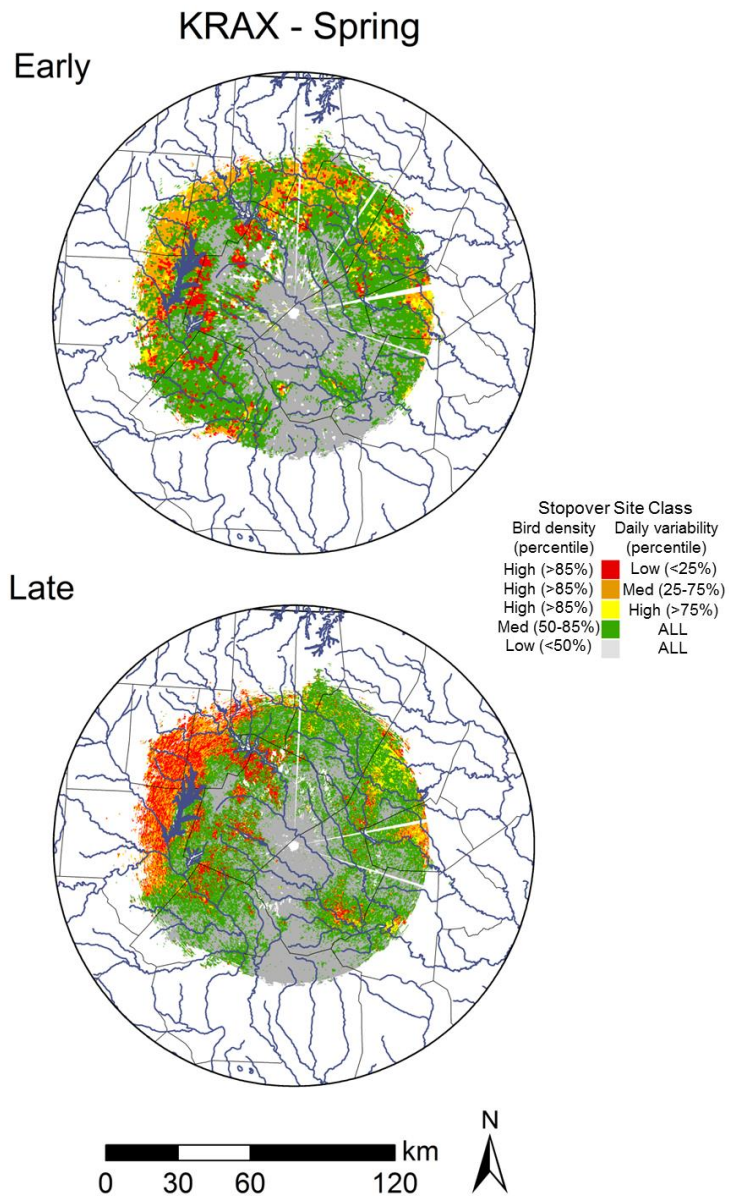 KRAX - Spring
Early
Stopover Site Class
Bird density Daily variability
(percentile) (percentile)
High (>85%) Low (<25%)
High (>85%) Med (25-75%)
High (>85%) High (>75%)
Med (50-85%) ALL
Low (<50%) ALL
Late
N
km
0 30 60 120